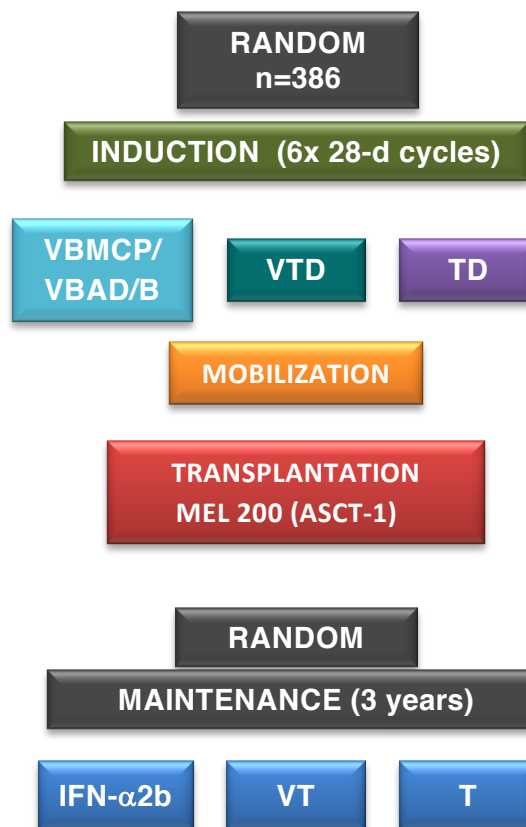 RANDOM
n=386
INDUCTION (6x 28-d cycles)
VBMCP/
VBAD/B
VTD
TD
MOBILIZATION
TRANSPLANTATION
MEL 200 (ASCT-1)
RANDOM
MAINTENANCE (3 years)
IFN-α2b
VT
T